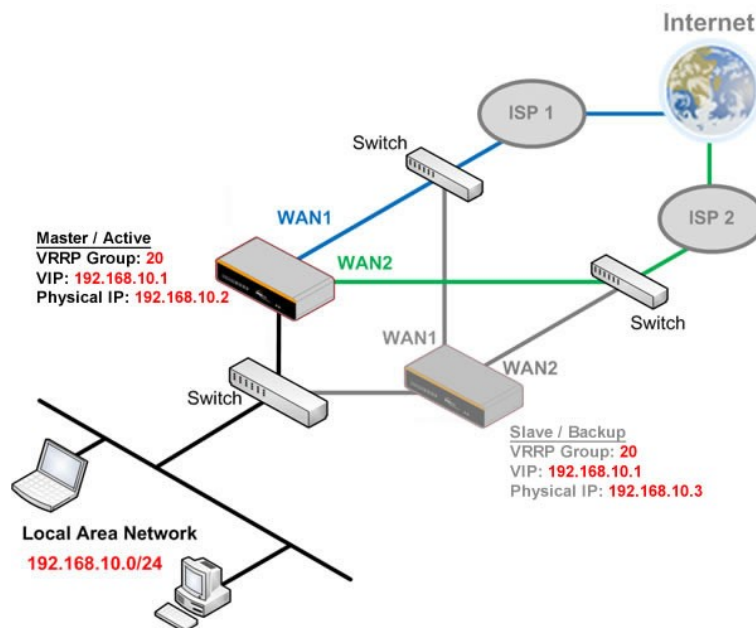 Internet
ISP 1
Switch
WAN1
ISP 2
Master / Active
VRRP Group: 20
VIP: 192.168.10.1
Physical IP: 192.168.10.2
WAN2
Switch
WAN1
WAN2
Switch
Slave / Backup
VRRP Group: 20
VIP: 192.168.10.1
Physical IP: 192.168.10.3
Local Area Network
192.168.10.0/24